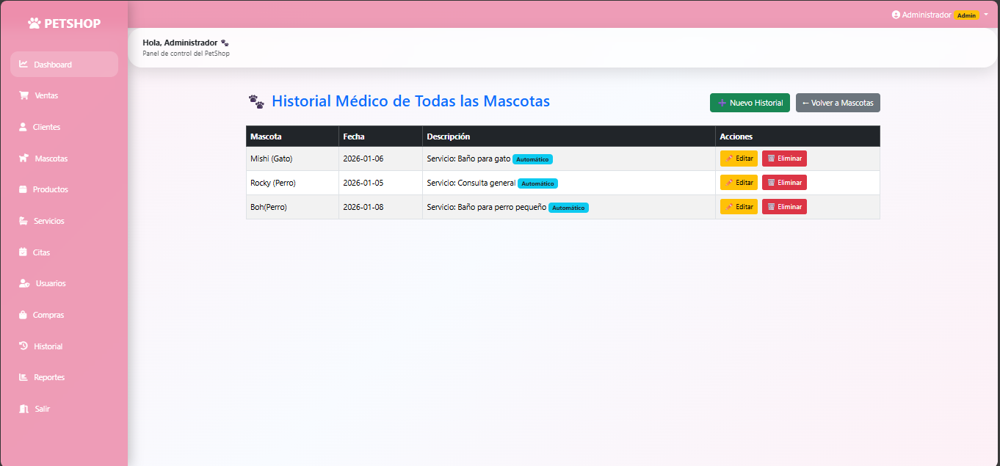 PETSHOP
Administrador Admin
Hola, Administrador
Panel de control del PetShop
Dashboard
Ventas
Clientes
Mascotas
Productos
Servicios
Citas
Usuarios
Compras
Historial
Reportes
Salir
Historial Médico de Todas las Mascotas
Nuevo Historial
← Volver a Mascotas
Mascota Fecha Descripción Acciones
Mishi (Gato) 2026-01-06 Servicio: Baño para gato Automático Editar Eliminar
Rocky (Perro) 2026-01-05 Servicio: Consulta general Automático Editar Eliminar
Boh(Perro) 2026-01-08 Servicio: Baño para perro pequeño Automático Editar Eliminar